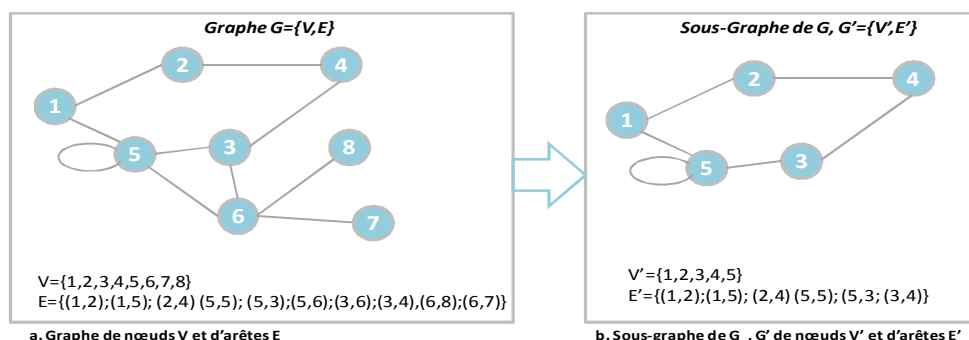 Graphe G={V,E}
2
4
1
5
3
8
6
7
V={1,2,3,4,5,6,7,8}
E={(1,2);(1,5); (2,4) (5,5); (5,3);(5,6);(3,6);(3,4),(6,8);(6,7)}
a. Graphe de nœuds V et d'arêtes E
Sous-Graphe de G, G'={V',E'}
2
4
1
5
3
V'={1,2,3,4,5}
E'={(1,2);(1,5); (2,4) (5,5); (5,3; (3,4)}
b. Sous-graphe de G , G' de nœuds V' et d'arêtes E'